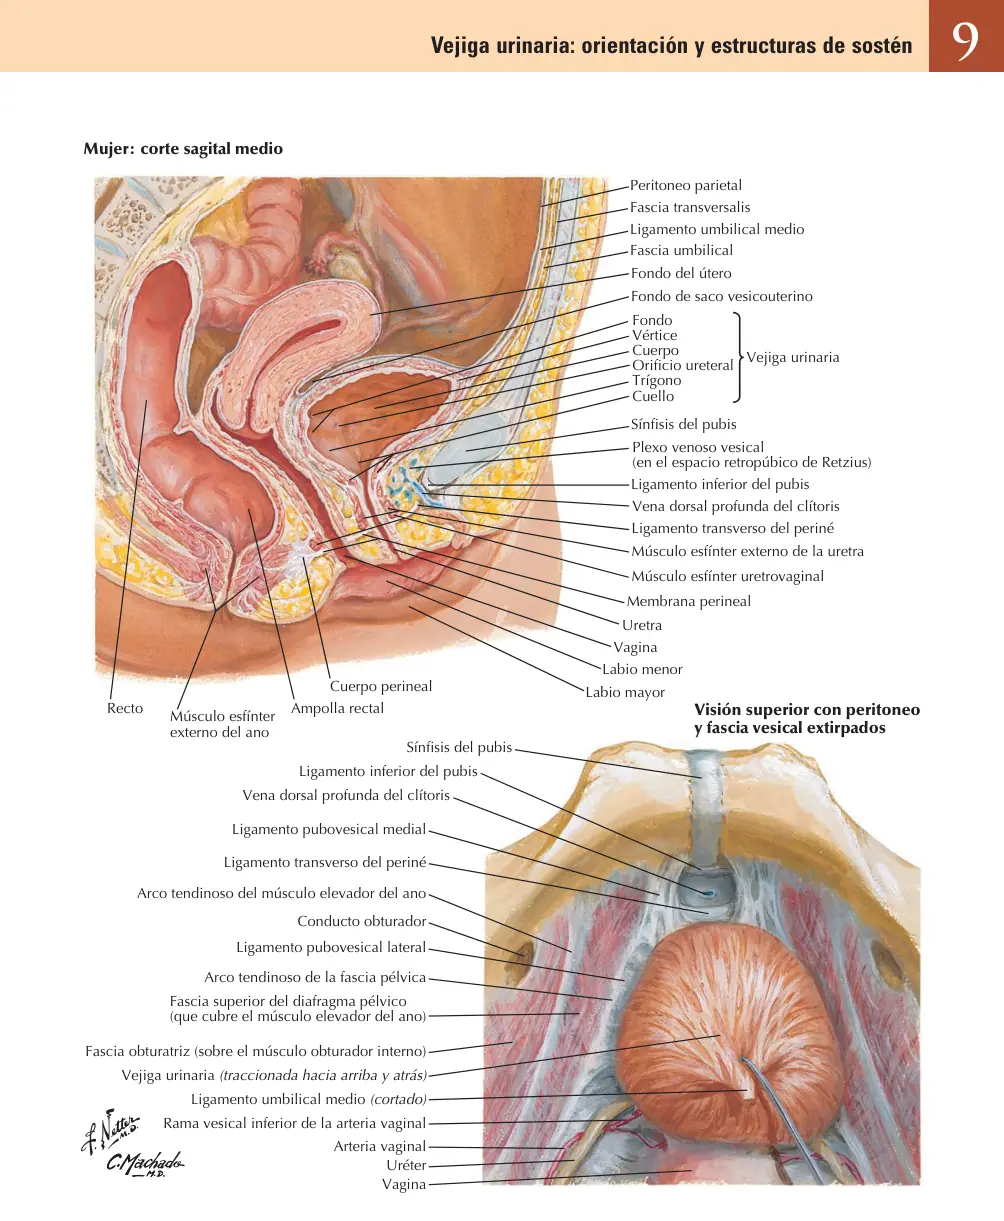 Vejiga urinaria: orientación y estructuras de sostén
9
Mujer: corte sagital medio
Peritoneo parietal
Fascia transversalis
Ligamento umbilical medio
Fascia umbilical
Fondo del útero
Fondo de saco vesicouterino
Fondo
Vértice
Cuerpo
Orificio ureteral
Trígono
Cuello
Vejiga urinaria
Sínfisis del pubis
Plexo venoso vesical
(en el espacio retropúbico de Retzius)
Ligamento inferior del pubis
Vena dorsal profunda del clítoris
Ligamento transverso del periné
Músculo esfínter externo de la uretra
Músculo esfínter uretrovaginal
Membrana perineal
Uretra
Vagina
Labio menor
Labio mayor
Cuerpo perineal
Recto
Músculo esfínter
externo del ano
Ampolla rectal
Visión superior con peritoneo
y fascia vesical extirpados
Sínfisis del pubis
Ligamento inferior del pubis
Vena dorsal profunda del clítoris
Ligamento pubovesical medial
Ligamento transverso del periné
Arco tendinoso del músculo elevador del ano
Conducto obturador
Ligamento pubovesical lateral
Arco tendinoso de la fascia pélvica
Fascia superior del diafragma pélvico
(que cubre el músculo elevador del ano)
Fascia obturatriz (sobre el músculo obturador interno)
Vejiga urinaria (traccionada hacia arriba y atrás)
Ligamento umbilical medio (cortado)
Rama vesical inferior de la arteria vaginal
Arteria vaginal
Uréter
Vagina
F. Netter
M.D.
C. Machado
M.D.